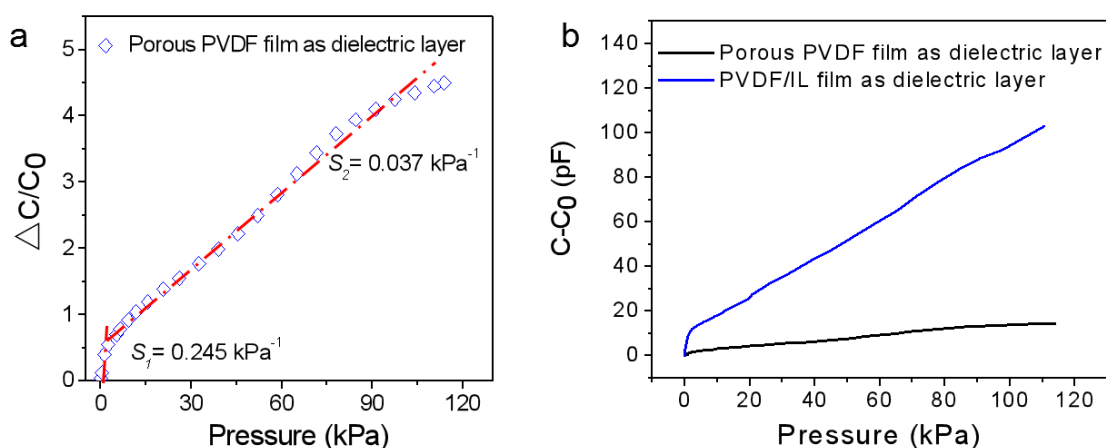 a
Porous PVDF film as dielectric layer
5
4
3
2
1
0
△C/C0
S2= 0.037 kPa-1
S1= 0.245 kPa-1
0 30 60 90 120
Pressure (kPa)
b
Porous PVDF film as dielectric layer
PVDF/IL film as dielectric layer
140
120
100
80
60
40
20
0
C-C0 (pF)
0 20 40 60 80 100 120
Pressure (kPa)